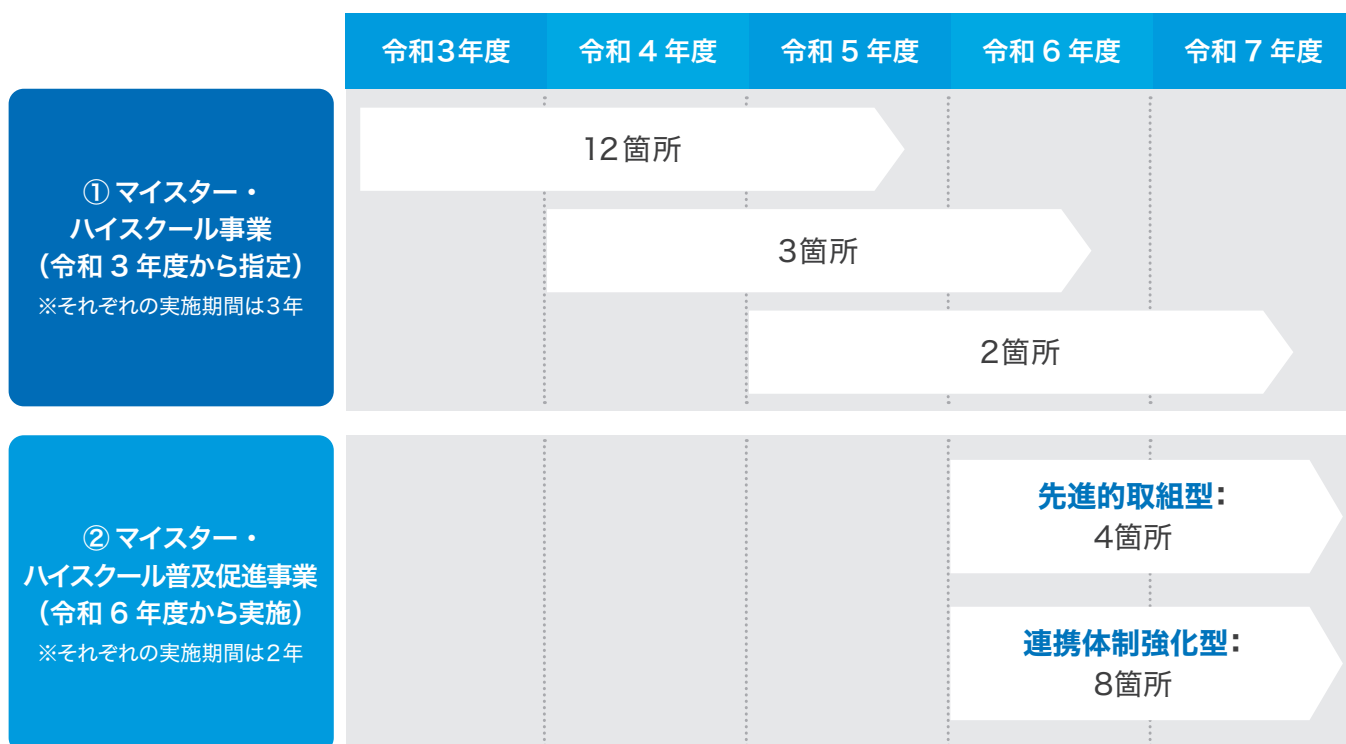 令和3年度 令和 4 年度 令和 5 年度 令和 6 年度 令和 7 年度
① マイスター・
ハイスクール事業
（令和 3 年度から指定）
※それぞれの実施期間は3年
12箇所
3箇所
2箇所
② マイスター・
ハイスクール普及促進事業
（令和 6 年度から実施）
※それぞれの実施期間は2年
先進的取組型：
4箇所
連携体制強化型：
8箇所